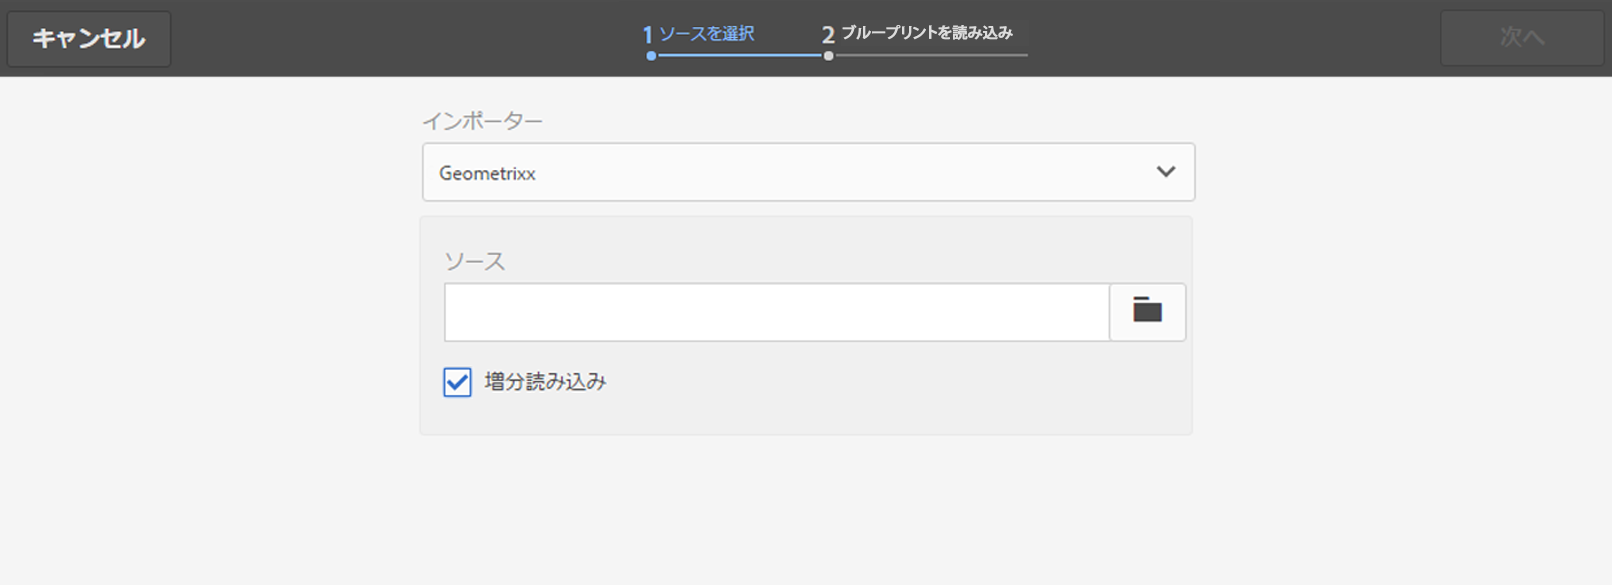 キャンセル
1 ソースを選択
2 ブループリントを読み込み
次へ
インポーター
Geometrixx
ソース
増分読み込み